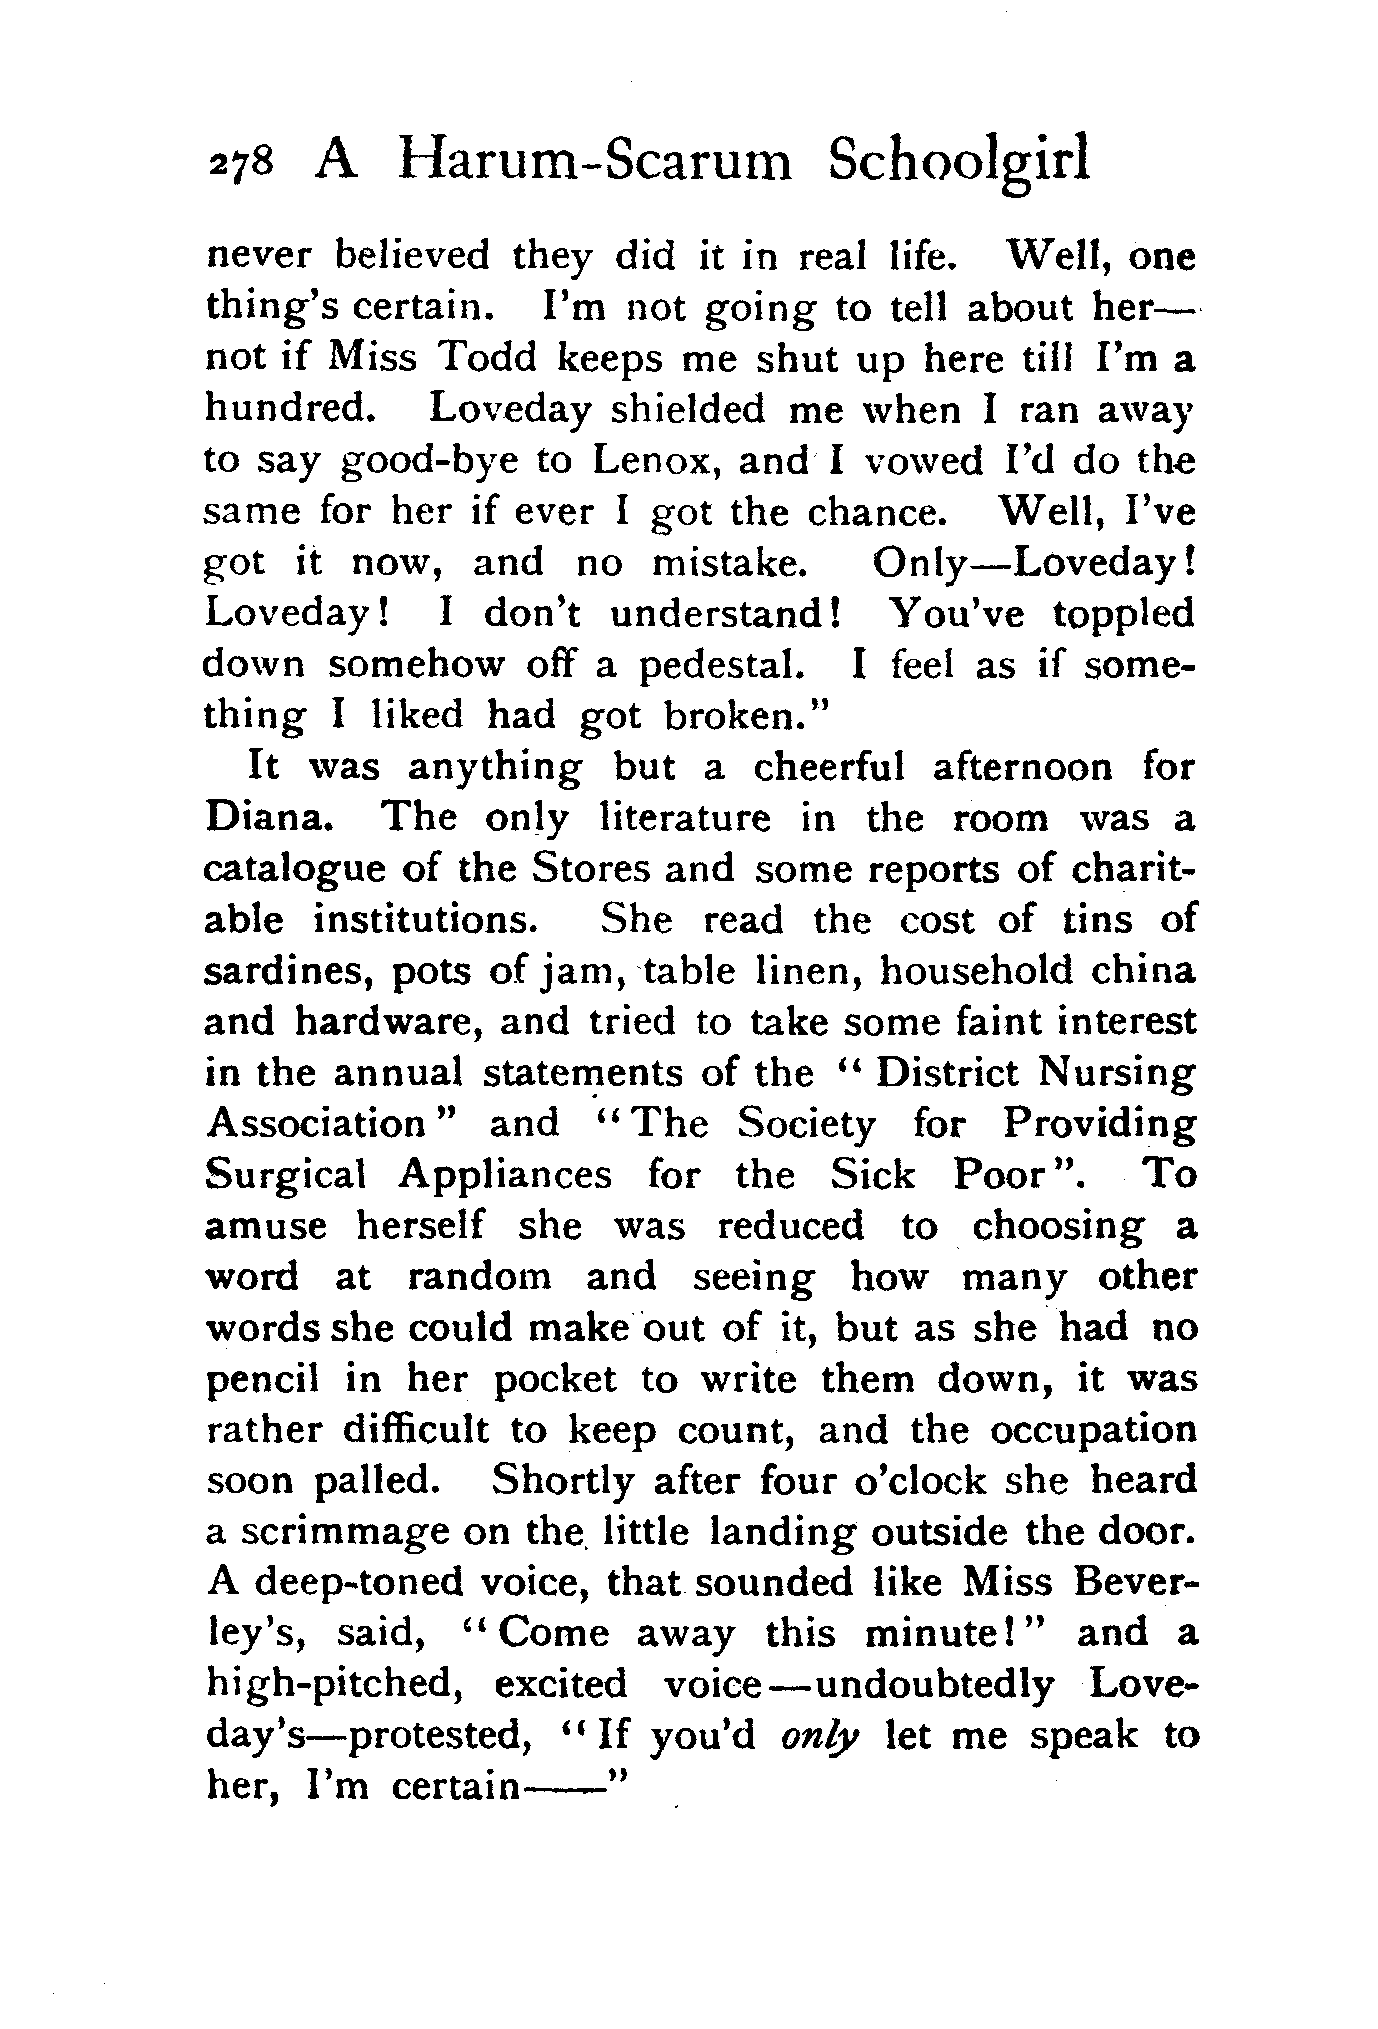 278 A Harum-Scarum Schoolgirl
never believed they did it in real life. Well, one
thing's certain. I'm not going to tell about her—
not if Miss Todd keeps me shut up here till I'm a
hundred. Loveday shielded me when I ran away
to say good-bye to Lenox, and I vowed I'd do the
same for her if ever I got the chance. Well, I've
got it now, and no mistake. Only—Loveday!
Loveday! I don't understand! You've toppled
down somehow off a pedestal. I feel as if some-
thing I liked had got broken."
It was anything but a cheerful afternoon for
Diana. The only literature in the room was a
catalogue of the Stores and some reports of charit-
able institutions. She read the cost of tins of
sardines, pots of jam, table linen, household china
and hardware, and tried to take some faint interest
in the annual statements of the " District Nursing
Association " and " The Society for Providing
Surgical Appliances for the Sick Poor". To
amuse herself she was reduced to choosing a
word at random and seeing how many other
words she could make out of it, but as she had no
pencil in her pocket to write them down, it was
rather difficult to keep count, and the occupation
soon palled. Shortly after four o'clock she heard
a scrimmage on the little landing outside the door.
A deep-toned voice, that sounded like Miss Bever-
ley's, said, " Come away this minute! " and a
high-pitched, excited voice—undoubtedly Love-
day's—protested, " If you'd only let me speak to
her, I'm certain——"